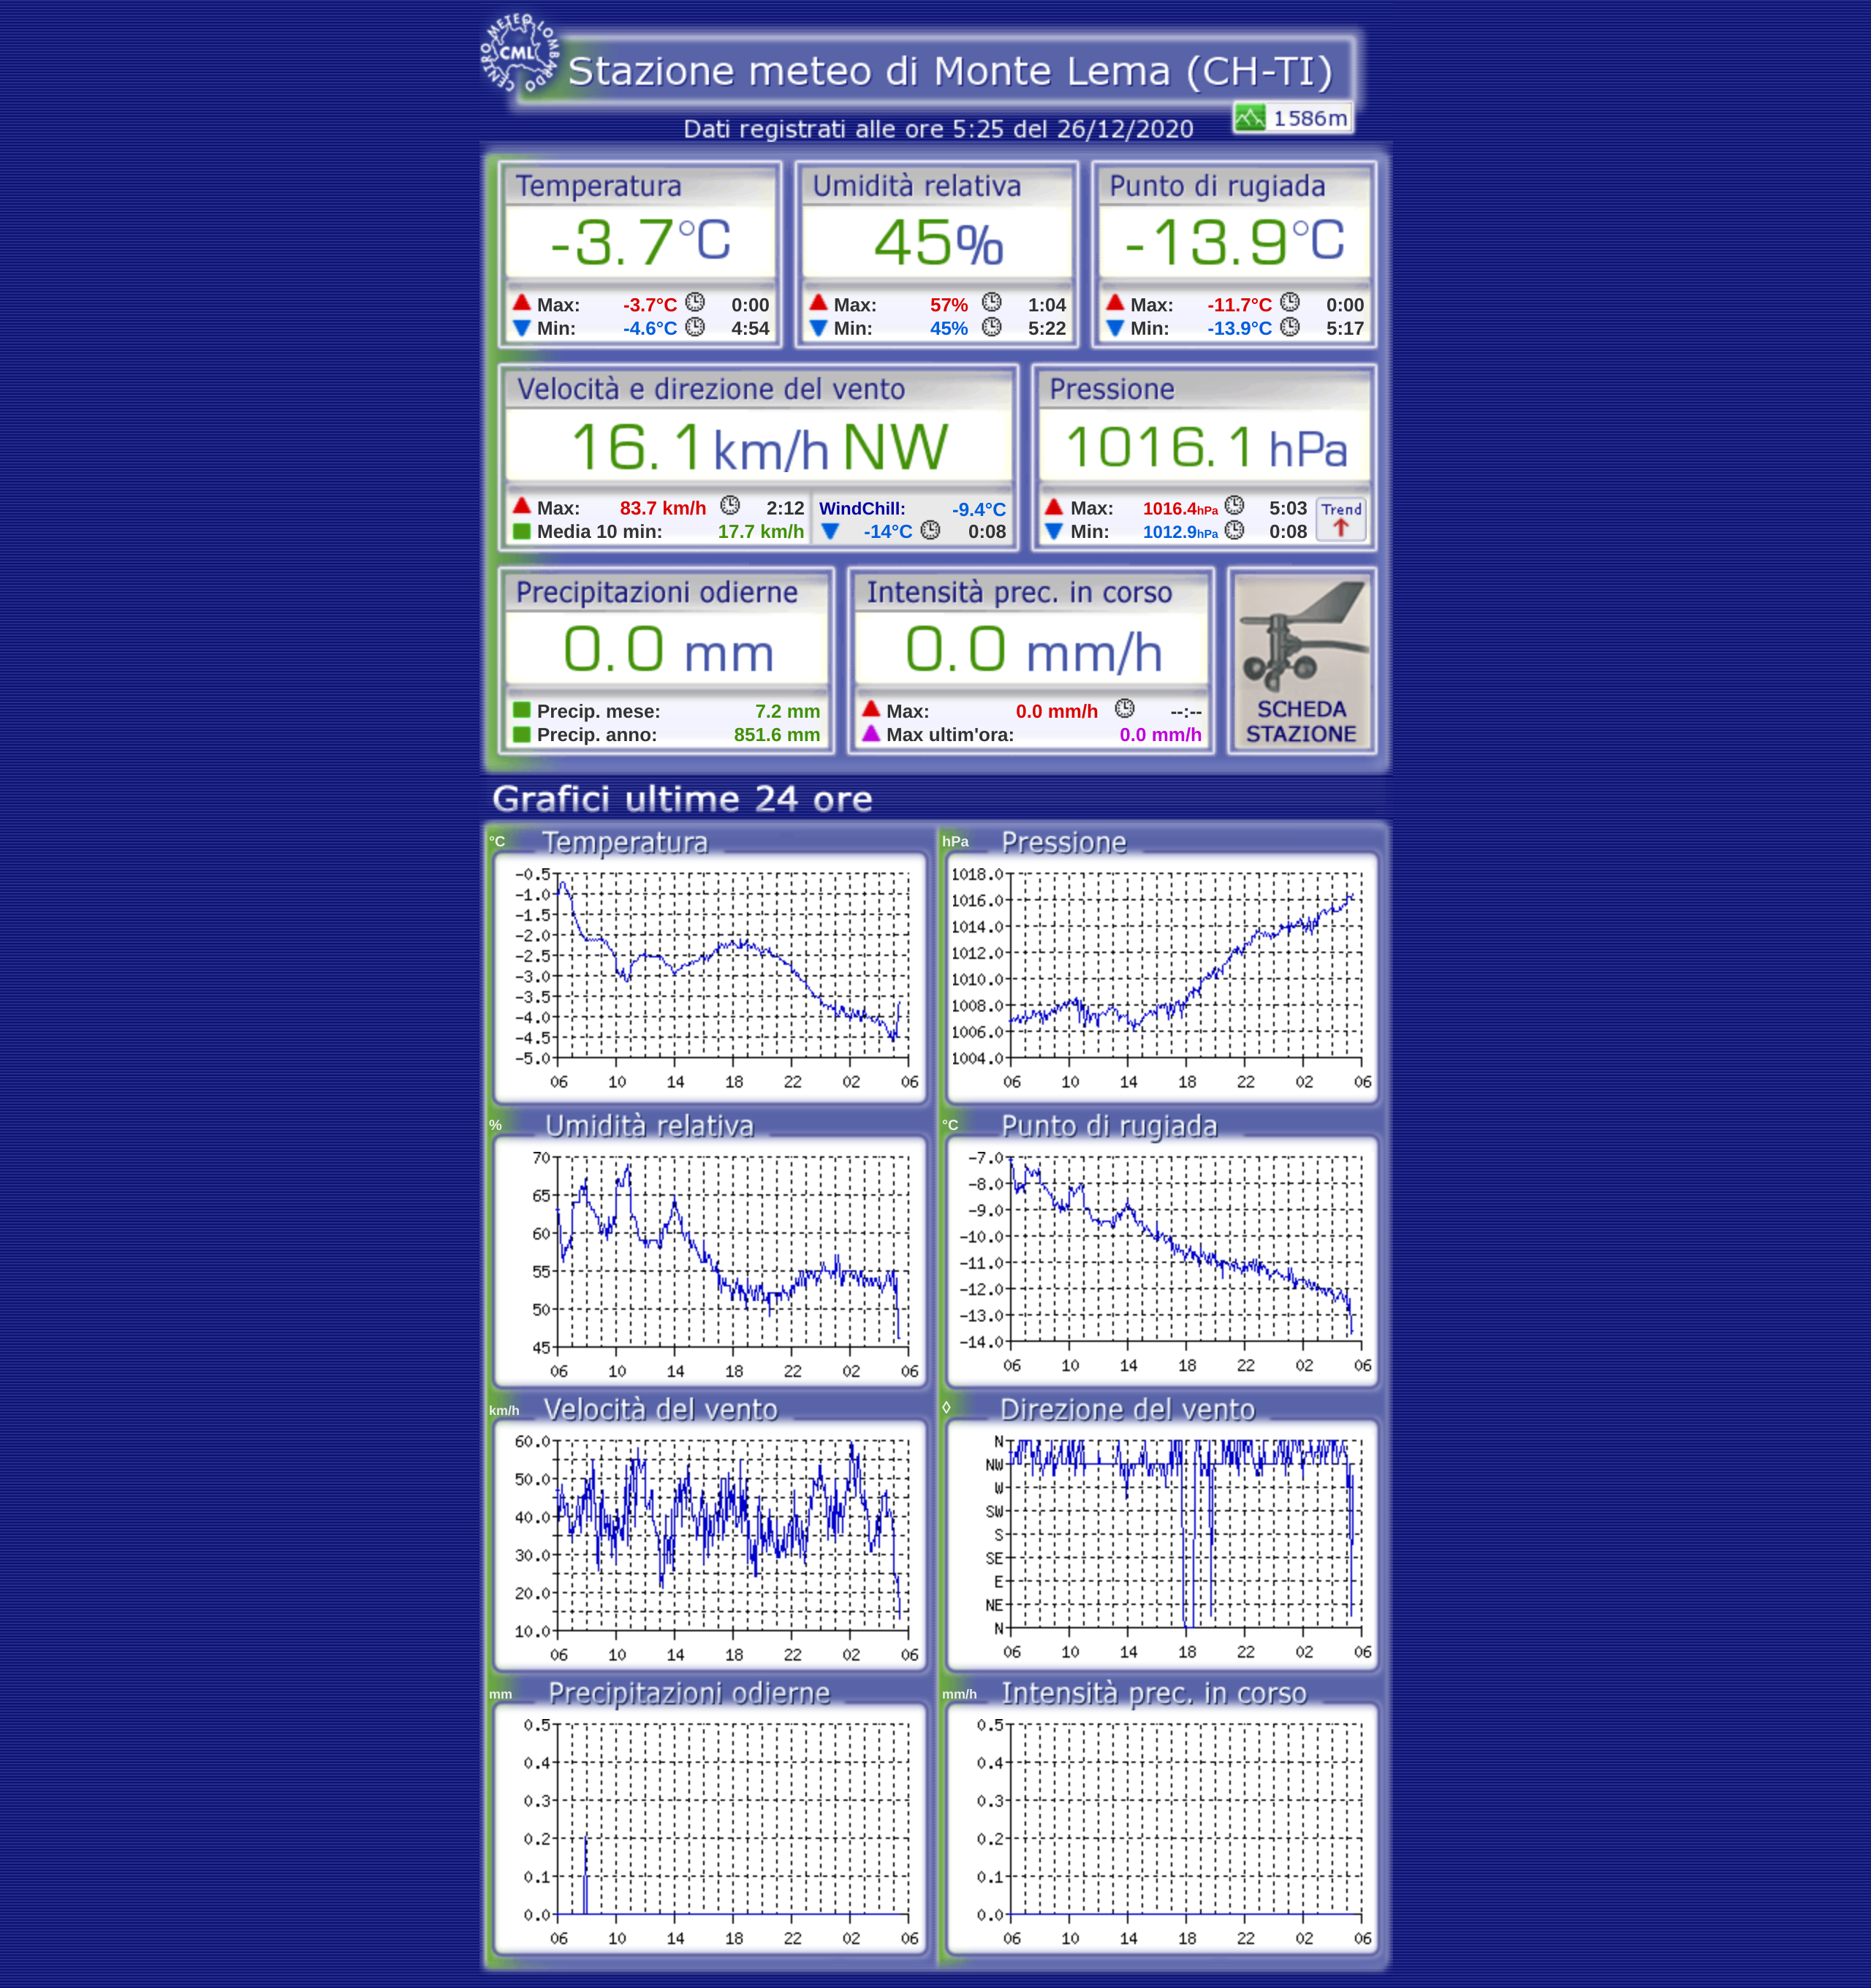 CENTRO METEO LOMBARDO
CML
Stazione meteo di Monte Lema (CH-TI)
1586m
Dati registrati alle ore 5:25 del 26/12/2020
Temperatura
-3.7°C
Max: -3.7°C 0:00
Min: -4.6°C 4:54
Umidità relativa
45%
Max: 57% 1:04
Min: 45% 5:22
Punto di rugiada
-13.9°C
Max: -11.7°C 0:00
Min: -13.9°C 5:17
Velocità e direzione del vento
16.1 km/h NW
Max: 83.7 km/h 2:12
Media 10 min: 17.7 km/h
WindChill: -9.4°C
-14°C 0:08
Pressione
1016.1 hPa
Max: 1016.4hPa 5:03
Min: 1012.9hPa 0:08
Trend
Precipitazioni odierne
0.0 mm
Precip. mese: 7.2 mm
Precip. anno: 851.6 mm
Intensità prec. in corso
0.0 mm/h
Max: 0.0 mm/h --:--
Max ultim'ora: 0.0 mm/h
SCHEDA
STAZIONE
Grafici ultime 24 ore
°C Temperatura
-0.5
-1.0
-1.5
-2.0
-2.5
-3.0
-3.5
-4.0
-4.5
-5.0
06 10 14 18 22 02 06
hPa Pressione
1018.0
1016.0
1014.0
1012.0
1010.0
1008.0
1006.0
1004.0
06 10 14 18 22 02 06
% Umidità relativa
70
65
60
55
50
45
06 10 14 18 22 02 06
°C Punto di rugiada
-7.0
-8.0
-9.0
-10.0
-11.0
-12.0
-13.0
-14.0
06 10 14 18 22 02 06
km/h Velocità del vento
60.0
50.0
40.0
30.0
20.0
10.0
06 10 14 18 22 02 06
◊ Direzione del vento
N
NW
W
SW
S
SE
E
NE
N
06 10 14 18 22 02 06
mm Precipitazioni odierne
0.5
0.4
0.3
0.2
0.1
0.0
06 10 14 18 22 02 06
mm/h Intensità prec. in corso
0.5
0.4
0.3
0.2
0.1
0.0
06 10 14 18 22 02 06